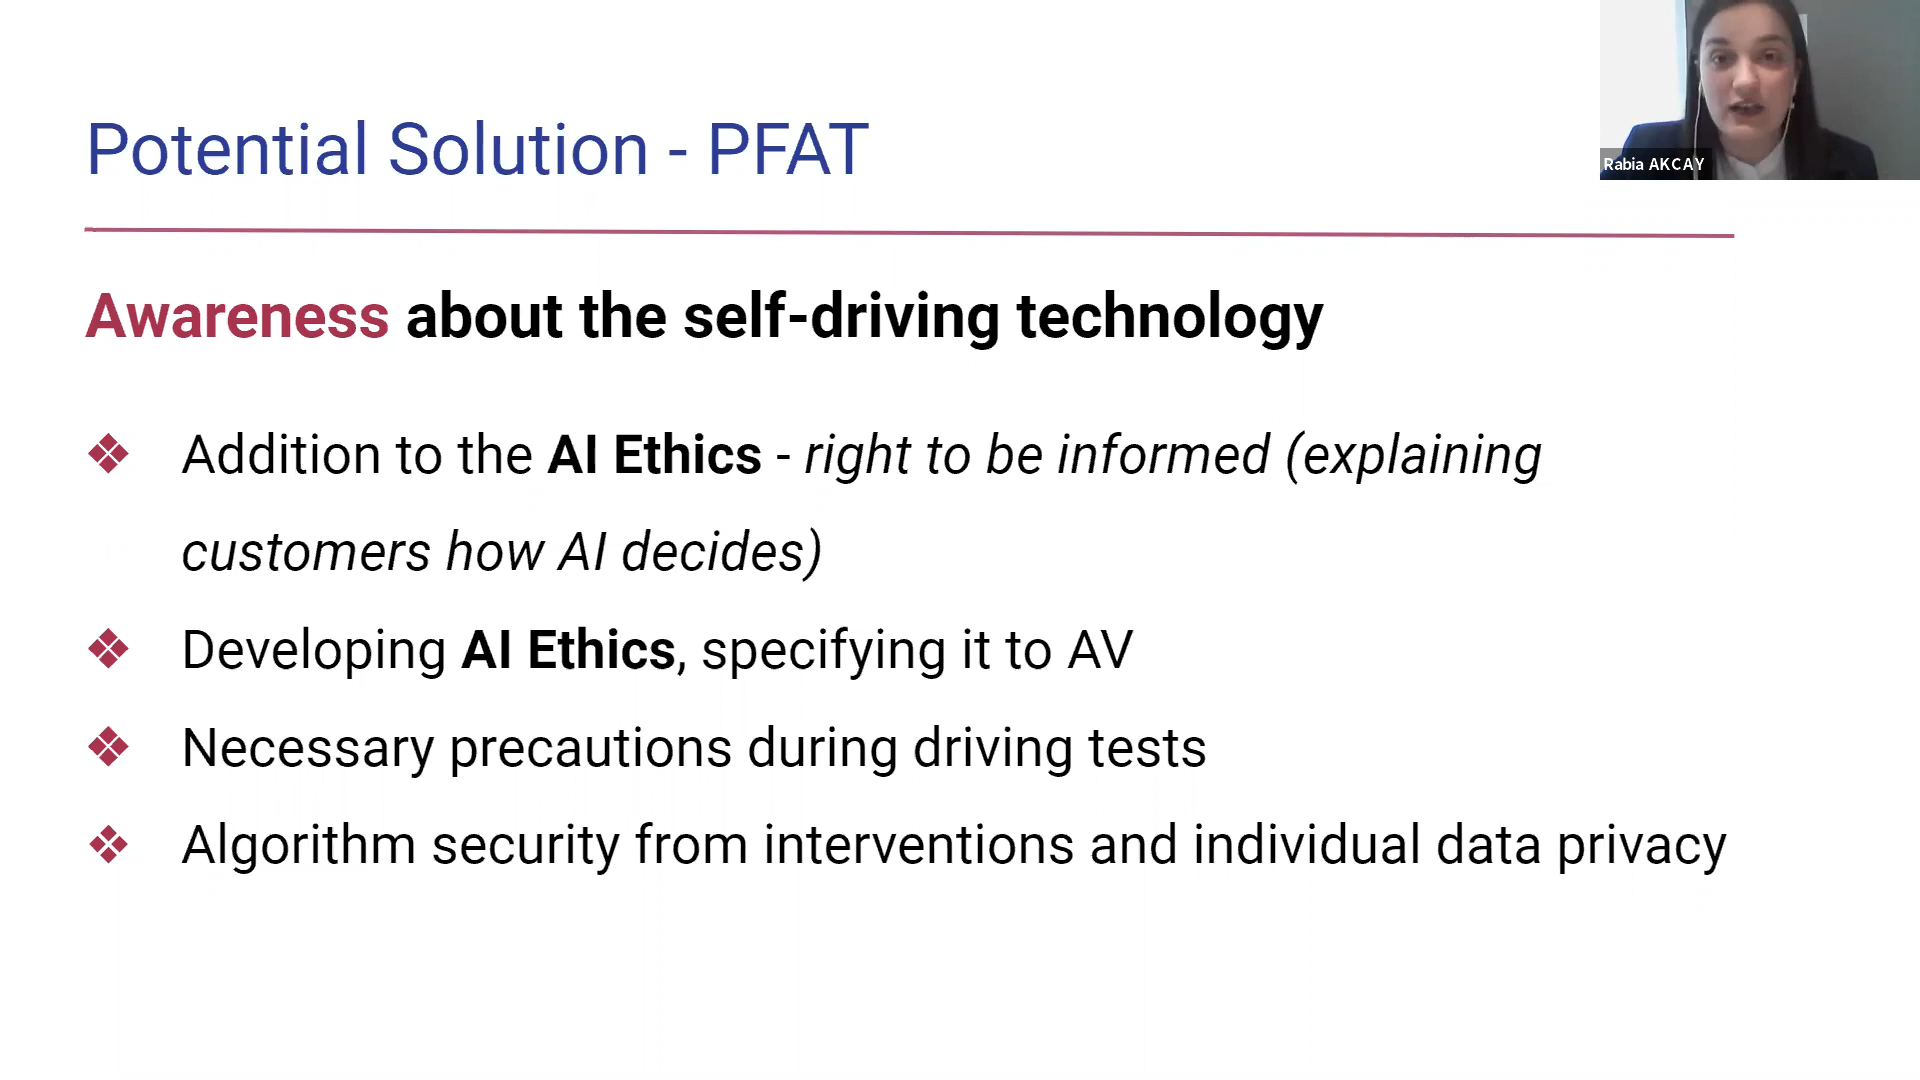 Potential Solution - PFAT
Rabia AKCAY
Awareness about the self-driving technology
❖ Addition to the AI Ethics - right to be informed (explaining
customers how AI decides)
❖ Developing AI Ethics, specifying it to AV
❖ Necessary precautions during driving tests
❖ Algorithm security from interventions and individual data privacy